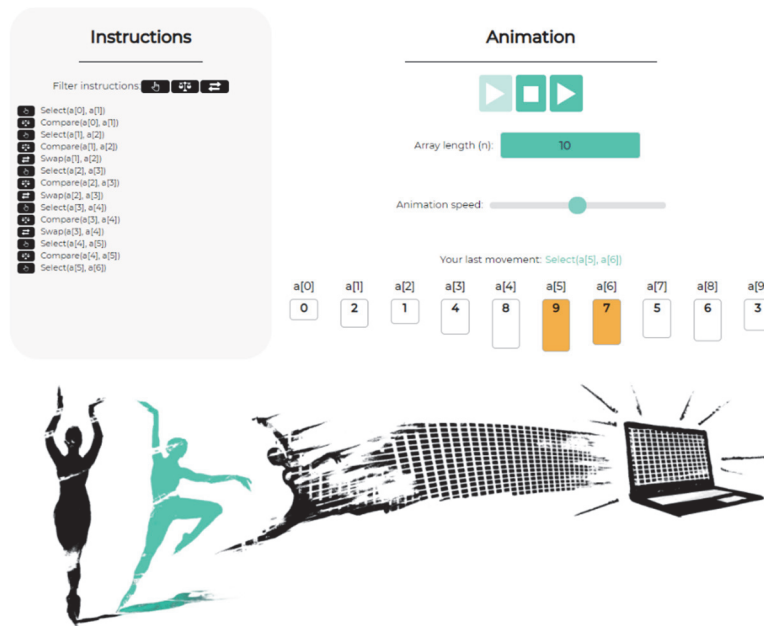 Instructions
Filter instructions:
Select(a[0], a[1])
Compare(a[0], a[1])
Select(a[1], a[2])
Compare(a[1], a[2])
Swap(a[1], a[2])
Select(a[2], a[3])
Compare(a[2], a[3])
Swap(a[2], a[3])
Select(a[3], a[4])
Compare(a[3], a[4])
Swap(a[3], a[4])
Select(a[4], a[5])
Compare(a[4], a[5])
Select(a[5], a[6])
Animation
Array length (n): 10
Animation speed:
Your last movement: Select(a[5], a[6])
a[0] a[1] a[2] a[3] a[4] a[5] a[6] a[7] a[8] a[9
0 2 1 4 8 9 7 5 6 3